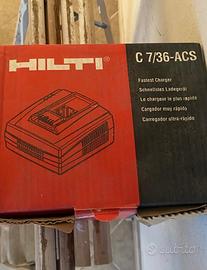 HILTI®
C 7/36-ACS
Fastest Charger
Schnellstes Ladegerät
Le chargeur le plus rapide
Cargador muy rápido
Carregador ultra-rápido
subito